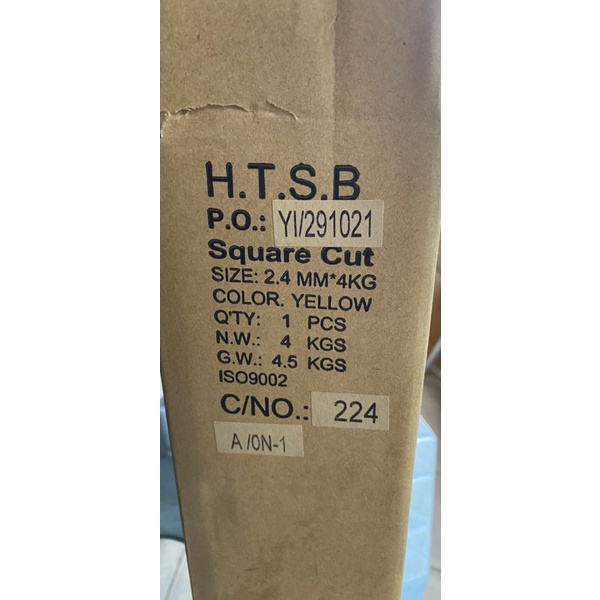 H.T.S.B
P.O.: YI/291021
Square Cut
SIZE: 2.4 MM*4KG
COLOR. YELLOW
Q'TY: 1 PCS
N.W.: 4 KGS
G.W.: 4.5 KGS
ISO9002
C/NO.: 224
A /0N-1